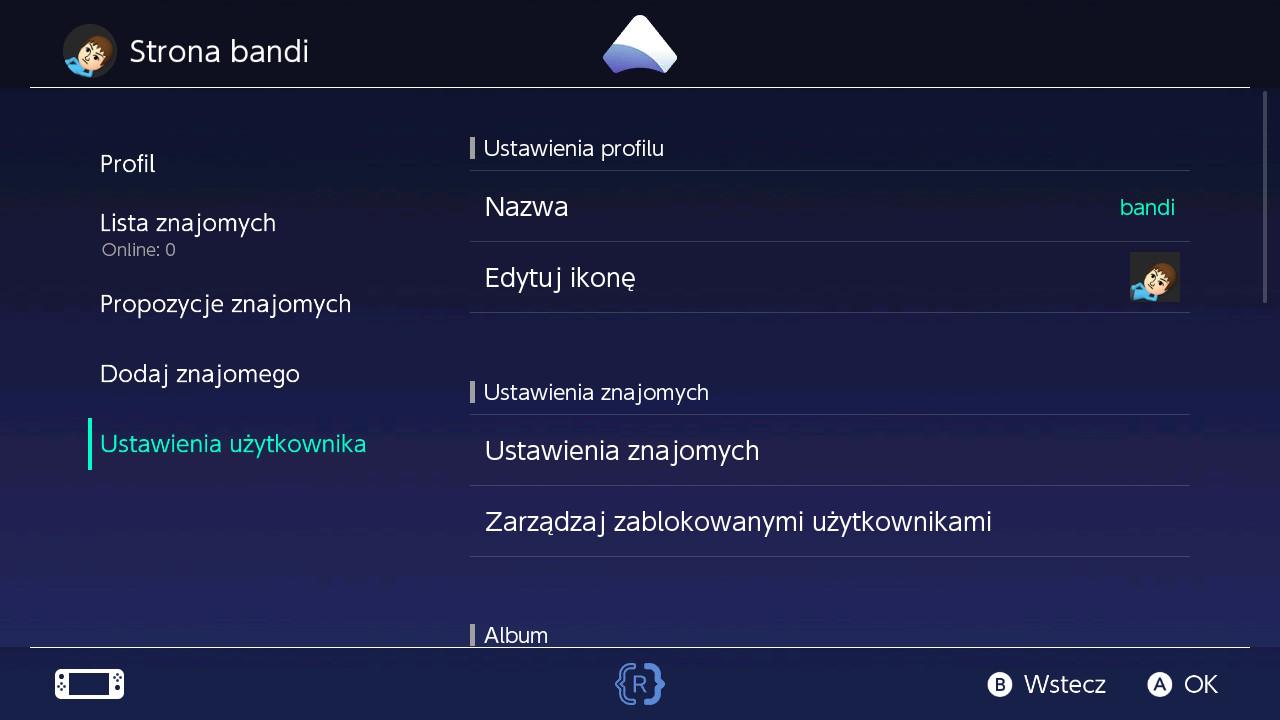 Strona bandi
Profil
Lista znajomych
Online: 0
Propozycje znajomych
Dodaj znajomego
Ustawienia użytkownika
Ustawienia profilu
Nazwa
bandi
Edytuj ikonę
Ustawienia znajomych
Ustawienia znajomych
Zarządzaj zablokowanymi użytkownikami
Album
{R}
B Wstecz
A OK